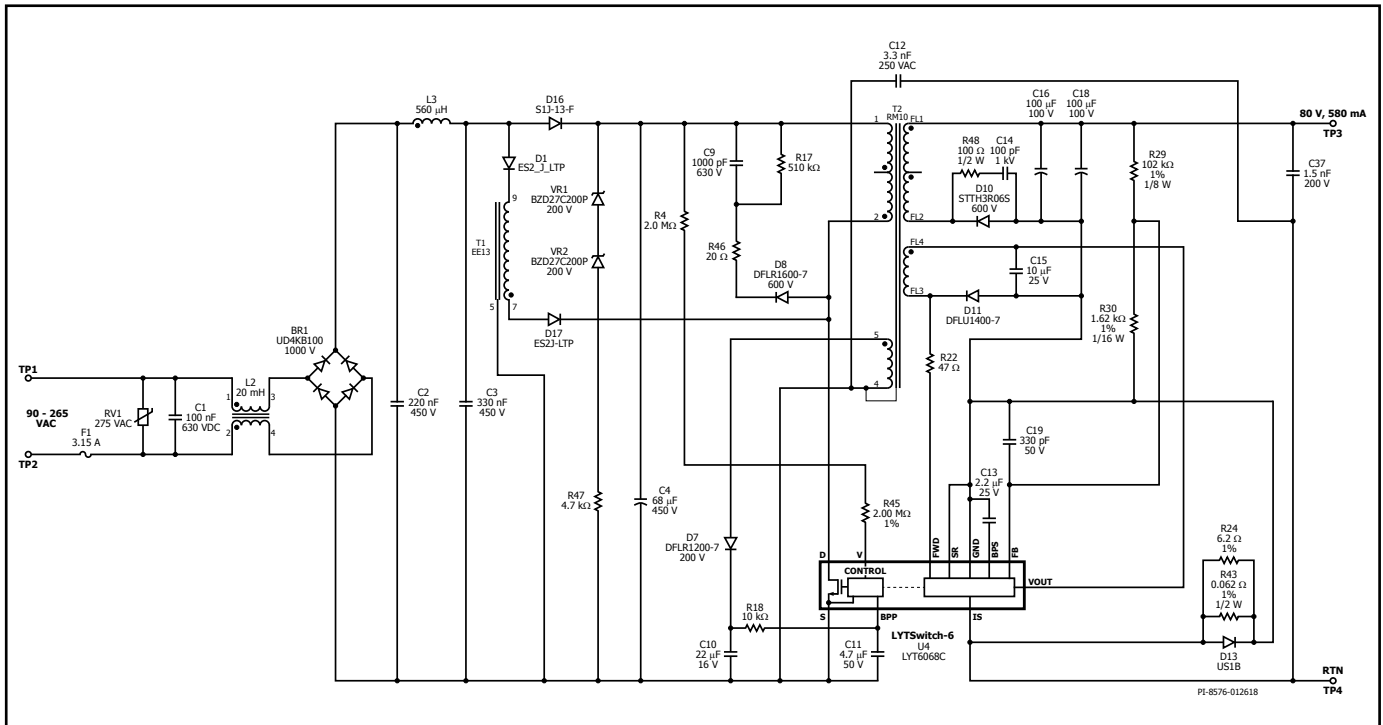 C12
3.3 nF
250 VAC
L3
560 µH
D16
S1J-13-F
T2
RM10
C16
100 µF
100 V
C18
100 µF
100 V
80 V, 580 mA
TP3
1
FL1
D1
ES2_J_LTP
C9
1000 pF
630 V
R17
510 kΩ
R48
100 Ω
1/2 W
C14
100 pF
1 kV
R29
102 kΩ
1%
1/8 W
C37
1.5 nF
200 V
VR1
BZD27C200P
200 V
9
R4
2.0 MΩ
D10
STTH3R06S
600 V
2
FL2
T1
EE13
VR2
BZD27C200P
200 V
R46
20 Ω
D8
DFLR1600-7
600 V
FL4
C15
10 µF
25 V
FL3
D11
DFLU1400-7
5
7
D17
ES2J-LTP
R30
1.62 kΩ
1%
1/16 W
BR1
UD4KB100
1000 V
5
4
R22
47 Ω
TP1
90 - 265
VAC
F1
3.15 A
TP2
RV1
275 VAC
C1
100 nF
630 VDC
L2
20 mH
1
3
2
4
C2
220 nF
450 V
C3
330 nF
450 V
C19
330 pF
50 V
C13
2.2 µF
25 V
R47
4.7 kΩ
C4
68 µF
450 V
R45
2.00 MΩ
1%
D7
DFLR1200-7
200 V
R24
6.2 Ω
1%
R43
0.062 Ω
1%
1/2 W
D13
US1B
D
V
FWD
SR
GND
BPS
FB
CONTROL
VOUT
S
BPP
IS
LYTSwitch-6
U4
LYT6068C
R18
10 kΩ
C10
22 µF
16 V
C11
4.7 µF
50 V
RTN
TP4
PI-8576-012618